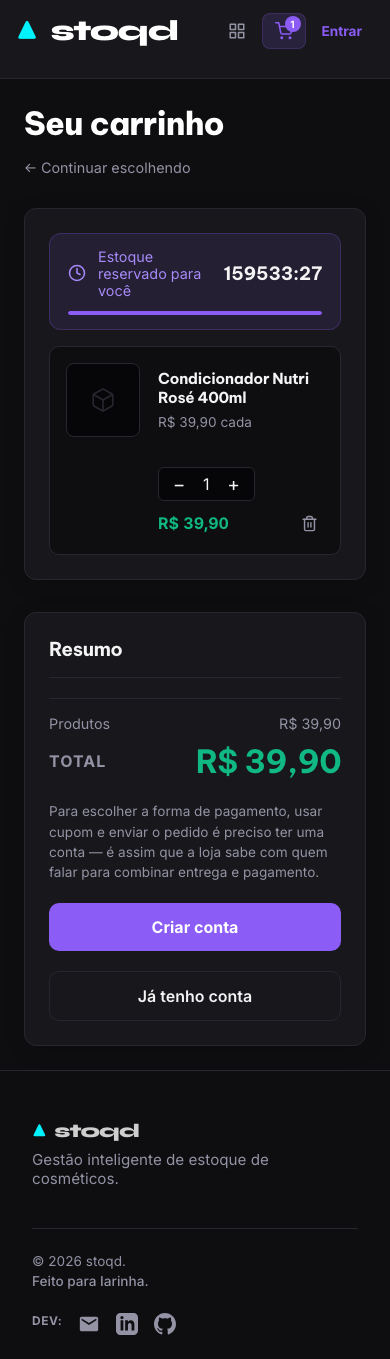 stoqd
1
Entrar
Seu carrinho
← Continuar escolhendo
Estoque
reservado para
você
159533:27
Condicionador Nutri
Rosé 400ml
R$ 39,90 cada
− 1 +
R$ 39,90
Resumo
Produtos R$ 39,90
TOTAL R$ 39,90
Para escolher a forma de pagamento, usar
cupom e enviar o pedido é preciso ter uma
conta — é assim que a loja sabe com quem
falar para combinar entrega e pagamento.
Criar conta
Já tenho conta
stoqd
Gestão inteligente de estoque de
cosméticos.
© 2026 stoqd.
Feito para larinha.
DEV:
in